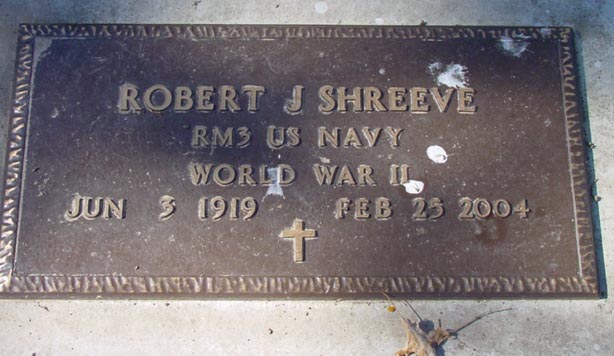 ROBERT J SHREEVE
RM3 US NAVY
WORLD WAR II
JUN 3 1919 FEB 25 2004